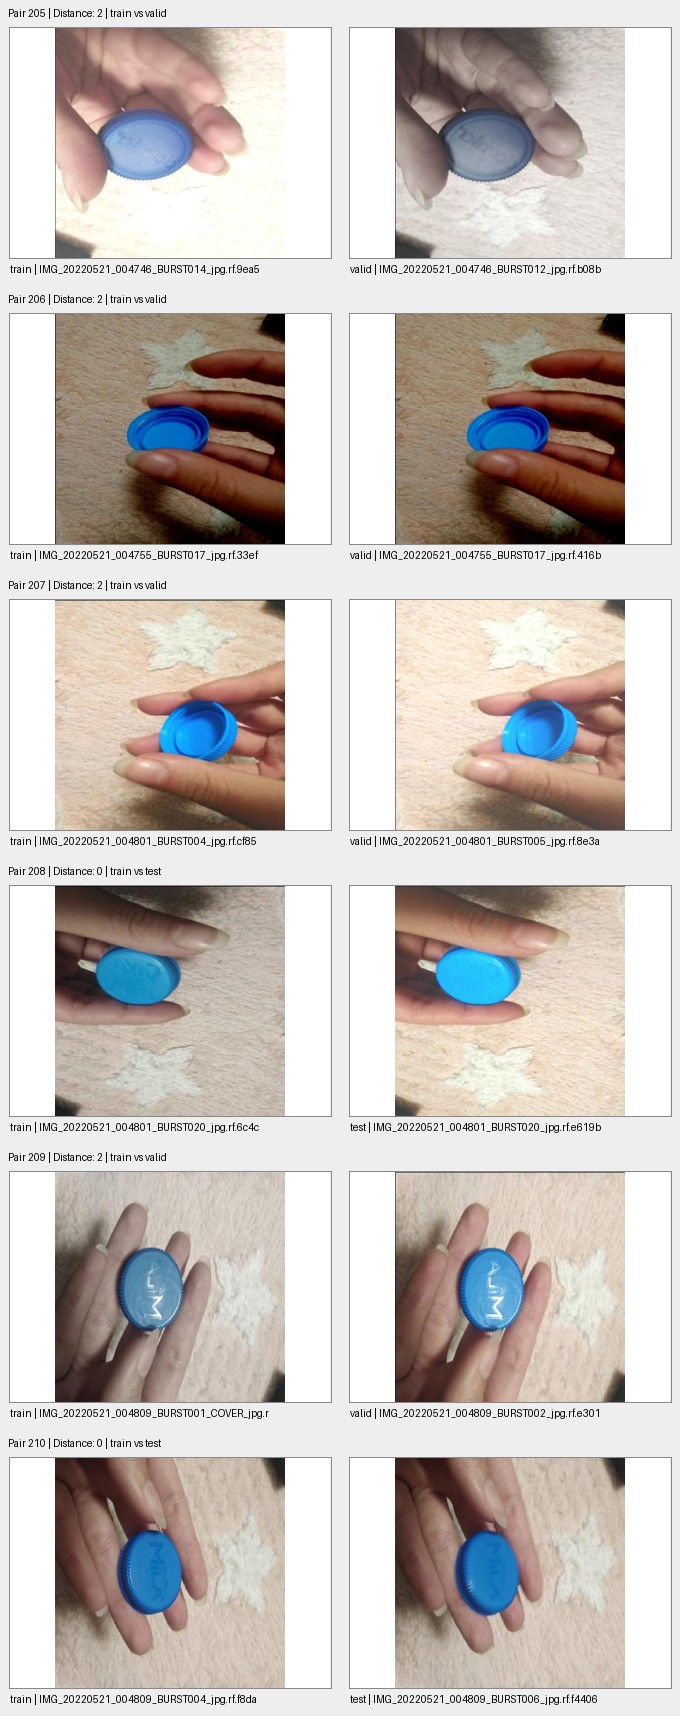 Pair 205 | Distance: 2 | train vs valid
train | IMG_20220521_004746_BURST014_jpg.rf.9ea5
valid | IMG_20220521_004746_BURST012_jpg.rf.b08b
Pair 206 | Distance: 2 | train vs valid
train | IMG_20220521_004755_BURST017_jpg.rf.33ef
valid | IMG_20220521_004755_BURST017_jpg.rf.416b
Pair 207 | Distance: 2 | train vs valid
train | IMG_20220521_004801_BURST004_jpg.rf.cf85
valid | IMG_20220521_004801_BURST005_jpg.rf.8e3a
Pair 208 | Distance: 0 | train vs test
train | IMG_20220521_004801_BURST020_jpg.rf.6c4c
test | IMG_20220521_004801_BURST020_jpg.rf.e619b
Pair 209 | Distance: 2 | train vs valid
train | IMG_20220521_004809_BURST001_COVER_jpg.r
valid | IMG_20220521_004809_BURST002_jpg.rf.e301
Pair 210 | Distance: 0 | train vs test
MiLK
MiLK
train | IMG_20220521_004809_BURST004_jpg.rf.f8da
test | IMG_20220521_004809_BURST006_jpg.rf.f4406